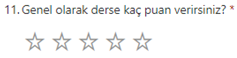 11. Genel olarak derse kaç puan verirsiniz? *